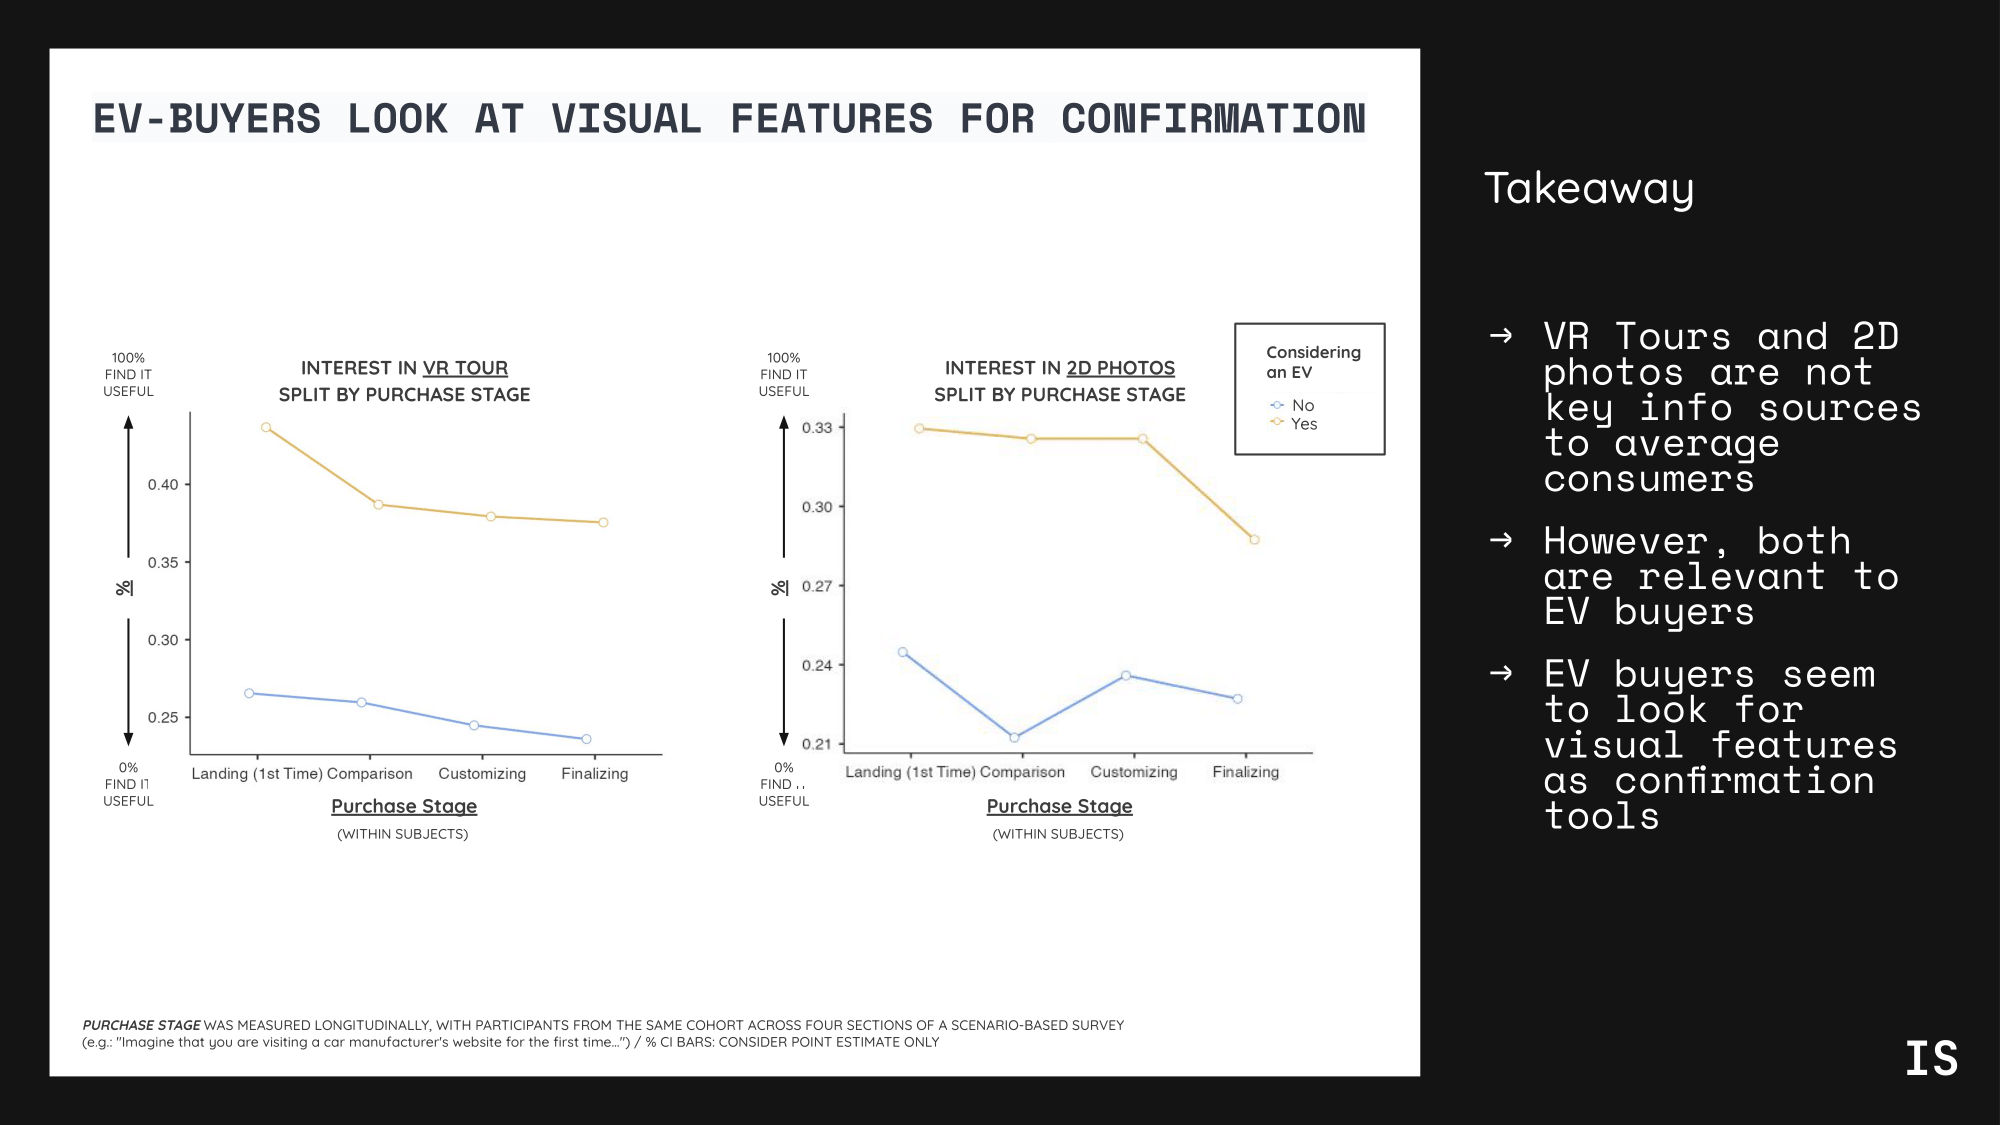 EV-BUYERS LOOK AT VISUAL FEATURES FOR CONFIRMATION
100%
FIND IT
USEFUL
INTEREST IN VR TOUR
SPLIT BY PURCHASE STAGE
0.40
0.35
%
0.30
0.25
0%
FIND IT
USEFUL
Landing (1st Time) Comparison Customizing Finalizing
Purchase Stage
(WITHIN SUBJECTS)
100%
FIND IT
USEFUL
INTEREST IN 2D PHOTOS
SPLIT BY PURCHASE STAGE
Considering
an EV
No
Yes
0.33
0.30
%
0.27
0.24
0.21
0%
FIND
USEFUL
Landing (1st Time) Comparison Customizing Finalizing
Purchase Stage
(WITHIN SUBJECTS)
PURCHASE STAGE WAS MEASURED LONGITUDINALLY, WITH PARTICIPANTS FROM THE SAME COHORT ACROSS FOUR SECTIONS OF A SCENARIO-BASED SURVEY
(e.g.: "Imagine that you are visiting a car manufacturer's website for the first time…") / % CI BARS: CONSIDER POINT ESTIMATE ONLY
Takeaway
→ VR Tours and 2D
photos are not
key info sources
to average
consumers
→ However, both
are relevant to
EV buyers
→ EV buyers seem
to look for
visual features
as confirmation
tools
IS